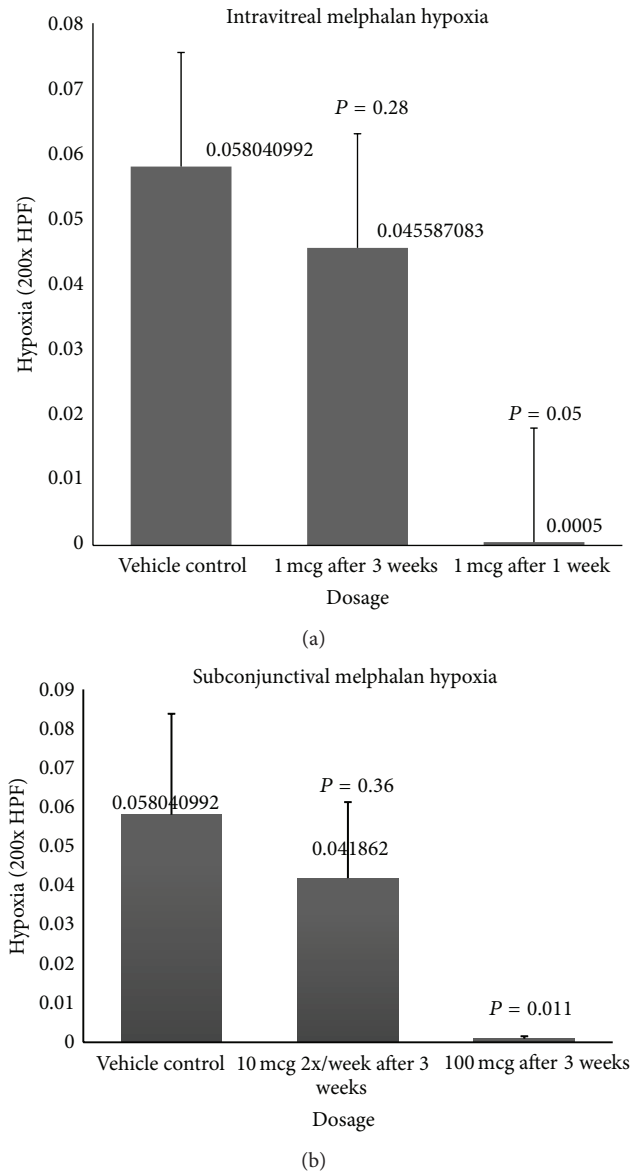 Intravitreal melphalan hypoxia
0.08
0.07
0.06
0.05
0.04
0.03
0.02
0.01
0
Hypoxia (200x HPF)
0.058040992
P = 0.28
0.045587083
P = 0.05
0.0005
Vehicle control
1 mcg after 3 weeks
1 mcg after 1 week
Dosage
(a)
Subconjunctival melphalan hypoxia
0.09
0.08
0.07
0.06
0.05
0.04
0.03
0.02
0.01
0
Hypoxia (200x HPF)
0.058040992
P = 0.36
0.041862
P = 0.011
Vehicle control
10 mcg 2x/week after 3
weeks
100 mcg after 3 weeks
Dosage
(b)